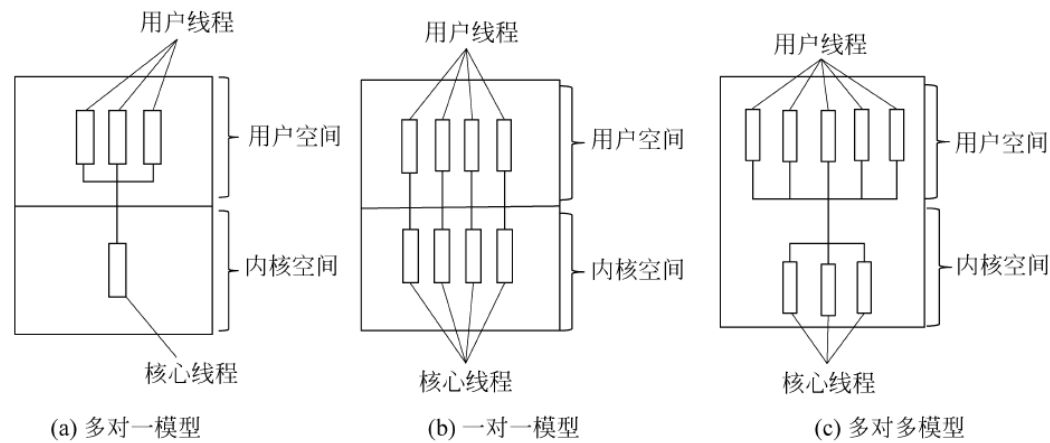 用户线程
用户空间
内核空间
核心线程
(a) 多对一模型
用户线程
用户空间
内核空间
核心线程
(b) 一对一模型
用户线程
用户空间
内核空间
核心线程
(c) 多对多模型